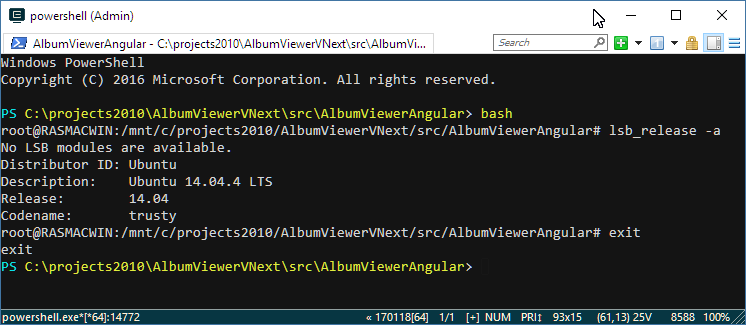 powershell (Admin)
AlbumViewerAngular - C:\projects2010\AlbumViewerVNext\src\AlbumVi...
Search
Windows PowerShell
Copyright (C) 2016 Microsoft Corporation. All rights reserved.
PS C:\projects2010\AlbumViewerVNext\src\AlbumViewerAngular> bash
root@RASMACWIN:/mnt/c/projects2010/AlbumViewerVNext/src/AlbumViewerAngular# lsb_release -a
No LSB modules are available.
Distributor ID: Ubuntu
Description:    Ubuntu 14.04.4 LTS
Release:        14.04
Codename:       trusty
root@RASMACWIN:/mnt/c/projects2010/AlbumViewerVNext/src/AlbumViewerAngular# exit
exit
PS C:\projects2010\AlbumViewerVNext\src\AlbumViewerAngular>
powershell.exe*[*64]:14772 « 170118[64] 1/1 [+] NUM PRI↕ 93x15 (61,13) 25V 8588 100%